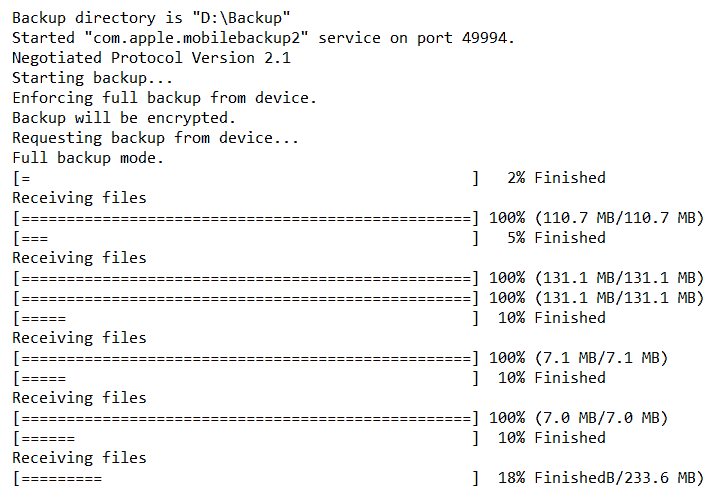 Backup directory is "D:\Backup"
Started "com.apple.mobilebackup2" service on port 49994.
Negotiated Protocol Version 2.1
Starting backup...
Enforcing full backup from device.
Backup will be encrypted.
Requesting backup from device...
Full backup mode.
[=                                                 ]   2% Finished
Receiving files
[==================================================] 100% (110.7 MB/110.7 MB)
[===                                               ]   5% Finished
Receiving files
[==================================================] 100% (131.1 MB/131.1 MB)
[==================================================] 100% (131.1 MB/131.1 MB)
[=====                                             ]  10% Finished
Receiving files
[==================================================] 100% (7.1 MB/7.1 MB)
[=====                                             ]  10% Finished
Receiving files
[==================================================] 100% (7.0 MB/7.0 MB)
[======                                            ]  10% Finished
Receiving files
[=========                                         ]  18% FinishedB/233.6 MB)